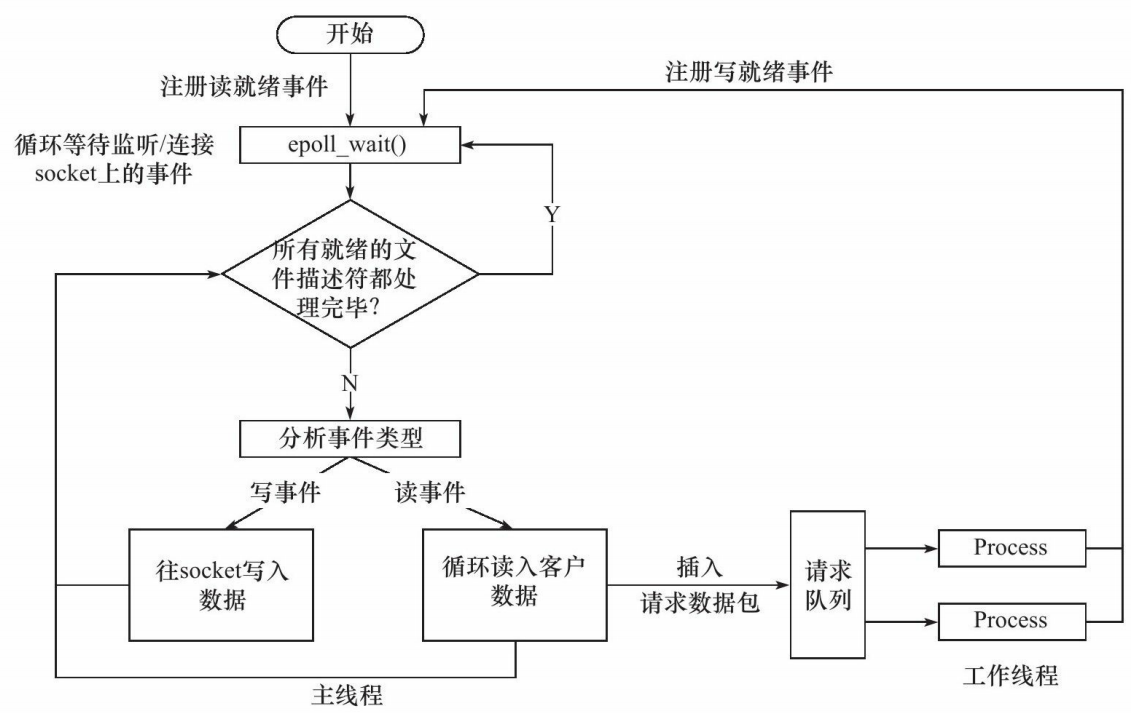 开始
注册读就绪事件
注册写就绪事件
循环等待监听/连接
socket上的事件
epoll_wait()
Y
所有就绪的文
件描述符都处
理完毕?
N
分析事件类型
写事件
读事件
往socket写入
数据
循环读入客户
数据
插入
请求数据包
请求
队列
Process
Process
工作线程
主线程